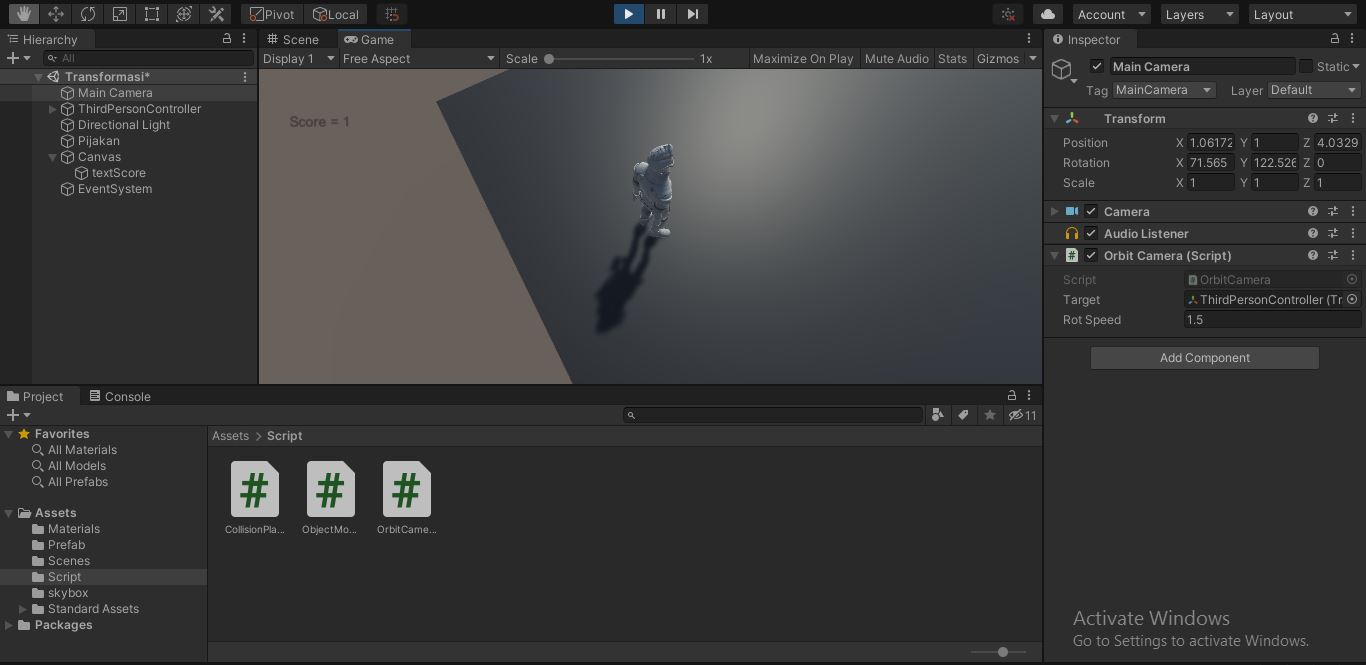 Pivot Local Account Layers Layout
Hierarchy
All
Transformasi*
Main Camera
ThirdPersonController
Directional Light
Pijakan
Canvas
textScore
EventSystem
Scene Game
Display 1 Free Aspect Scale 1x Maximize On Play Mute Audio Stats Gizmos
Score = 1
Inspector
Main Camera Static
Tag MainCamera Layer Default
Transform
Position X 1.06172 Y 1 Z 4.0329
Rotation X 71.565 Y 122.526 Z 0
Scale X 1 Y 1 Z 1
Camera
Audio Listener
# Orbit Camera (Script)
Script OrbitCamera
Target ThirdPersonController (Tr
Rot Speed 1.5
Add Component
Project Console
11
Favorites
All Materials
All Models
All Prefabs
Assets
Materials
Prefab
Scenes
Script
skybox
Standard Assets
Packages
Assets > Script
# # #
CollisionPla... ObjectMo... OrbitCame...
Activate Windows
Go to Settings to activate Windows.